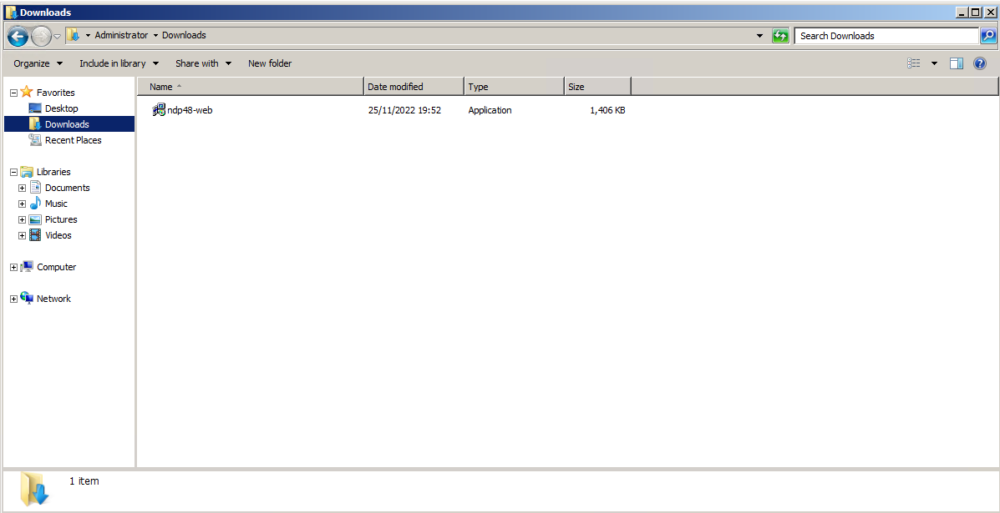 Downloads
Administrator Downloads Search Downloads
Organize Include in library Share with New folder
Favorites
Desktop
Downloads
Recent Places
Libraries
Documents
Music
Pictures
Videos
Computer
Network
Name Date modified Type Size
ndp48-web 25/11/2022 19:52 Application 1,406 KB
1 item